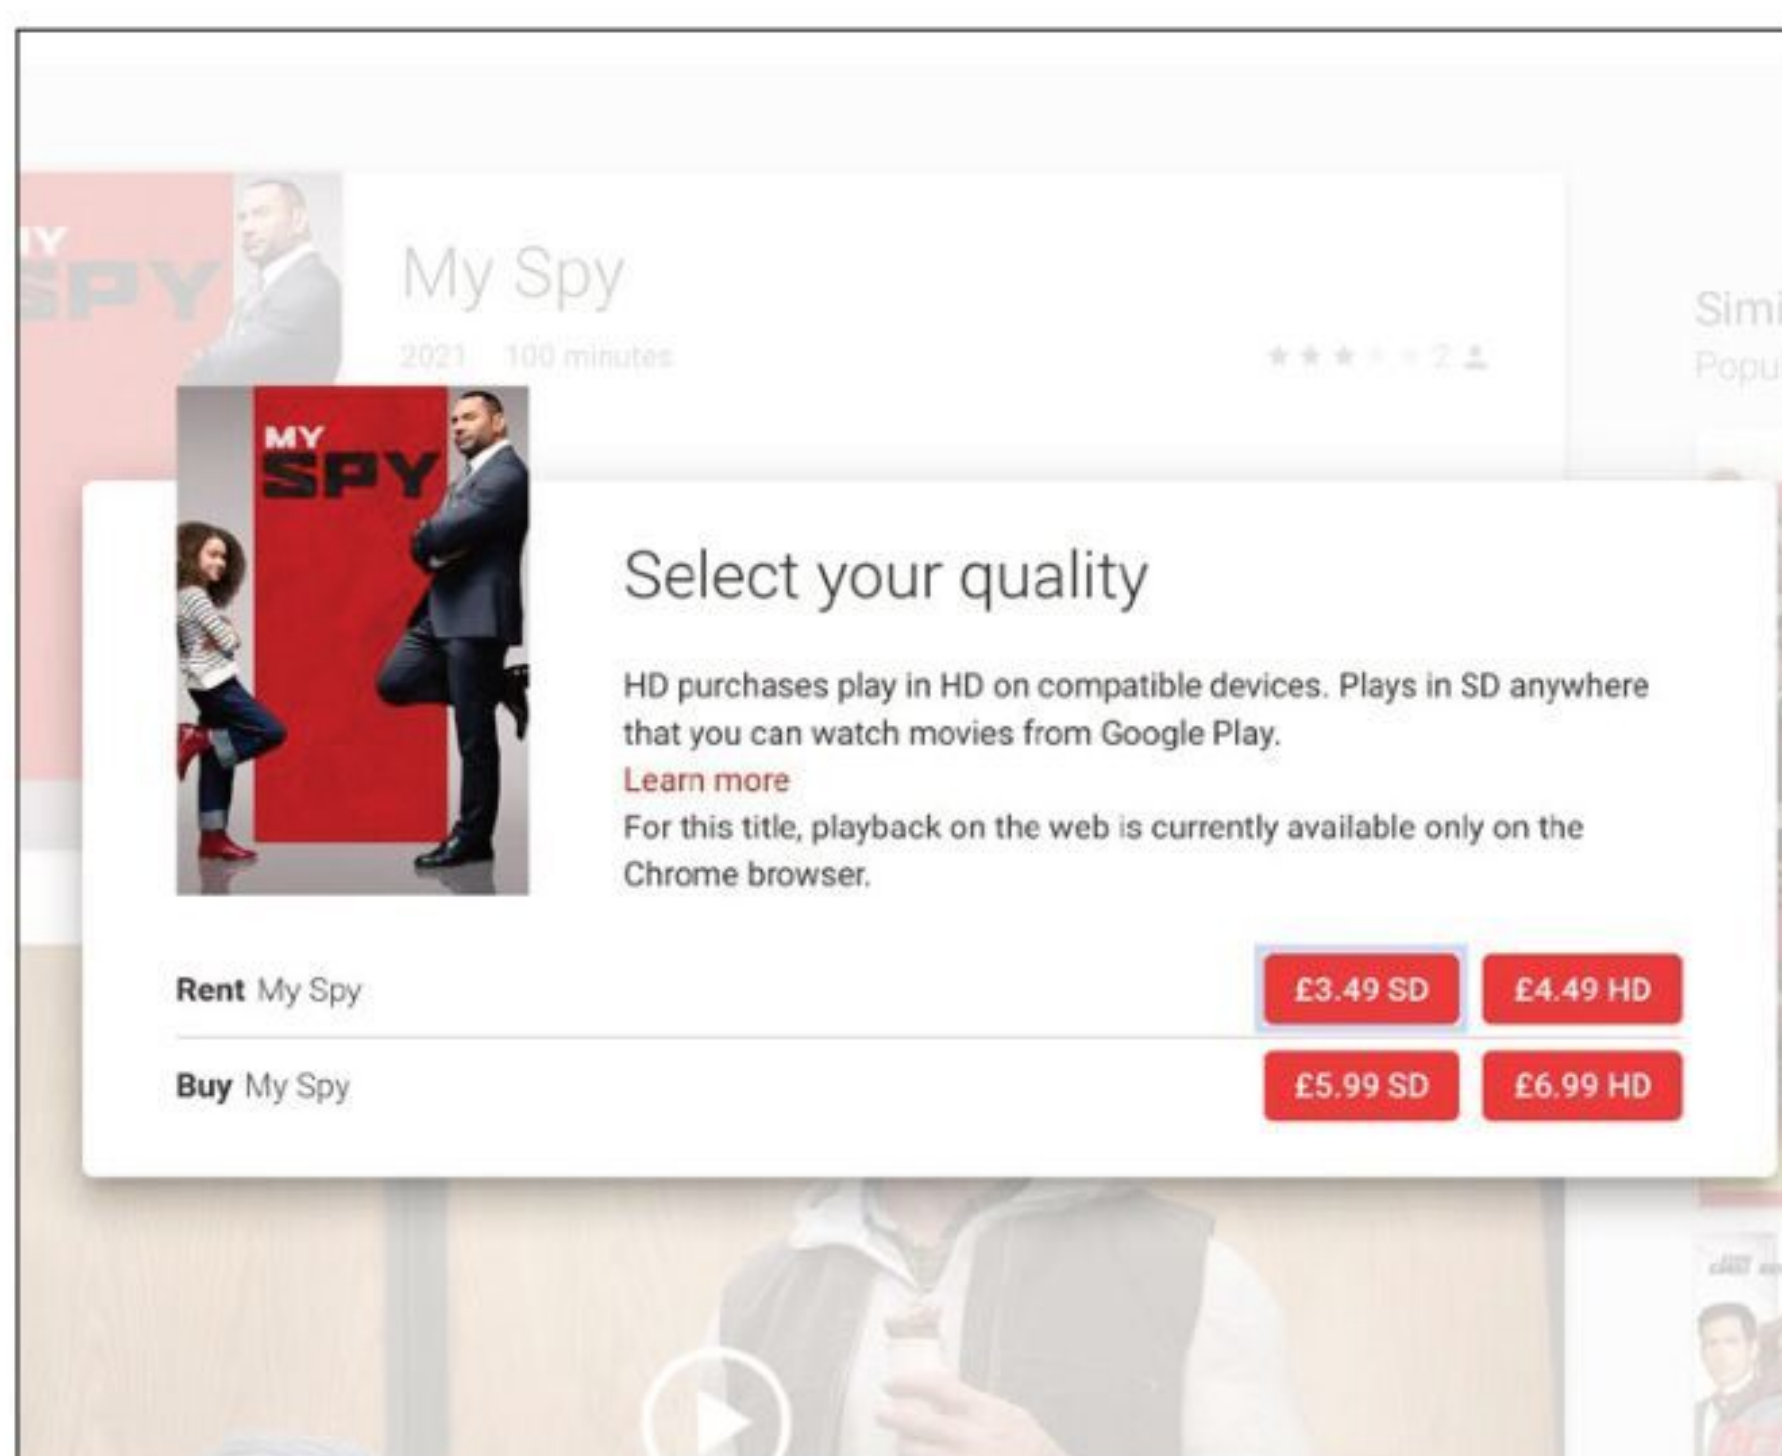 MY
SPY
My Spy
2021 100 minutes
2
Simi
Popu
MY
SPY
Select your quality
HD purchases play in HD on compatible devices. Plays in SD anywhere
that you can watch movies from Google Play.
Learn more
For this title, playback on the web is currently available only on the
Chrome browser.
Rent My Spy £3.49 SD £4.49 HD
Buy My Spy £5.99 SD £6.99 HD